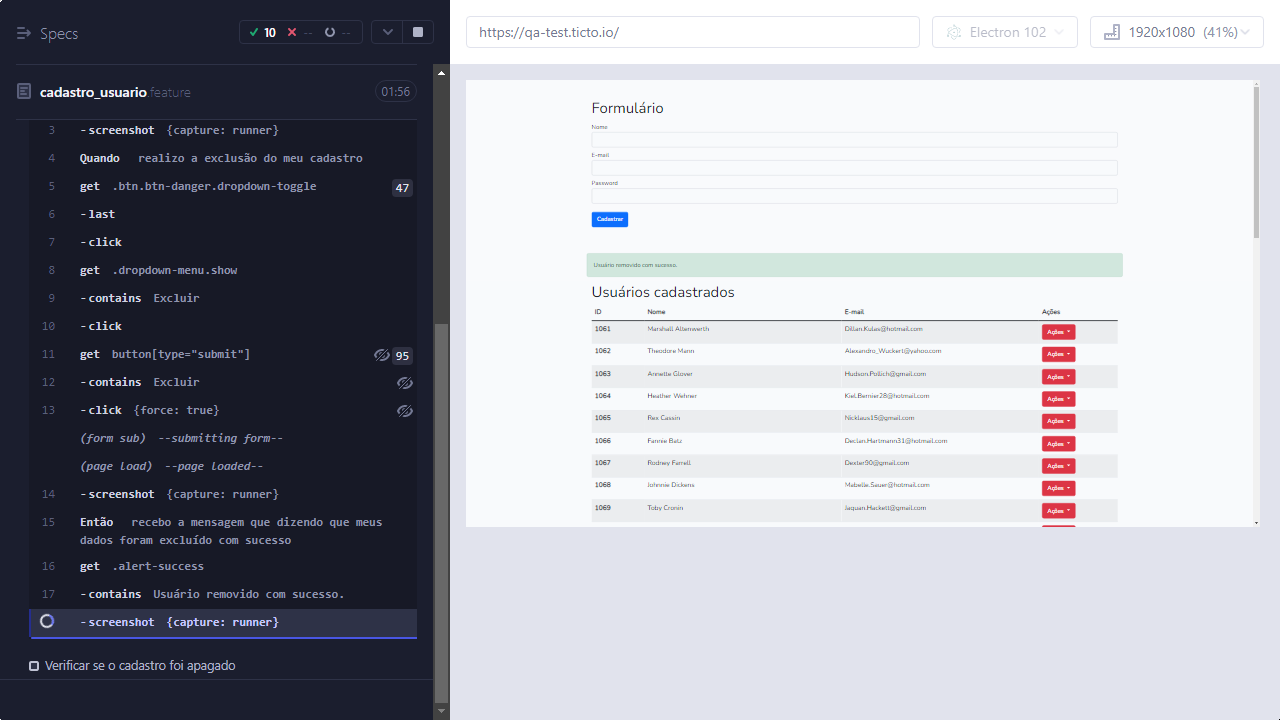 Specs
10 -- --
https://qa-test.ticto.io/
Electron 102
1920x1080 (41%)
cadastro_usuario.feature
01:56
3 -screenshot {capture: runner}
4 Quando realizo a exclusão do meu cadastro
5 get .btn.btn-danger.dropdown-toggle 47
6 -last
7 -click
8 get .dropdown-menu.show
9 -contains Excluir
10 -click
11 get button[type="submit"] 95
12 -contains Excluir
13 -click {force: true}
(form sub) --submitting form--
(page load) --page loaded--
14 -screenshot {capture: runner}
15 Então recebo a mensagem que dizendo que meus
dados foram excluído com sucesso
16 get .alert-success
17 -contains Usuário removido com sucesso.
-screenshot {capture: runner}
Verificar se o cadastro foi apagado
Formulário
Nome
E-mail
Password
Cadastrar
Usuário removido com sucesso.
Usuários cadastrados
ID Nome E-mail Ações
1061 Marshall Altenwerth Dillan.Kulas@hotmail.com Ações
1062 Theodore Mann Alexandro_Wuckert@yahoo.com Ações
1063 Annette Glover Hudson.Pollich@gmail.com Ações
1064 Heather Wehner Kiel.Bernier28@hotmail.com Ações
1065 Rex Cassin Nicklaus15@gmail.com Ações
1066 Fannie Batz Declan.Hartmann31@hotmail.com Ações
1067 Rodney Farrell Dexter90@gmail.com Ações
1068 Johnnie Dickens Mabelle.Sauer@hotmail.com Ações
1069 Toby Cronin Jaquan.Hackett@gmail.com Ações